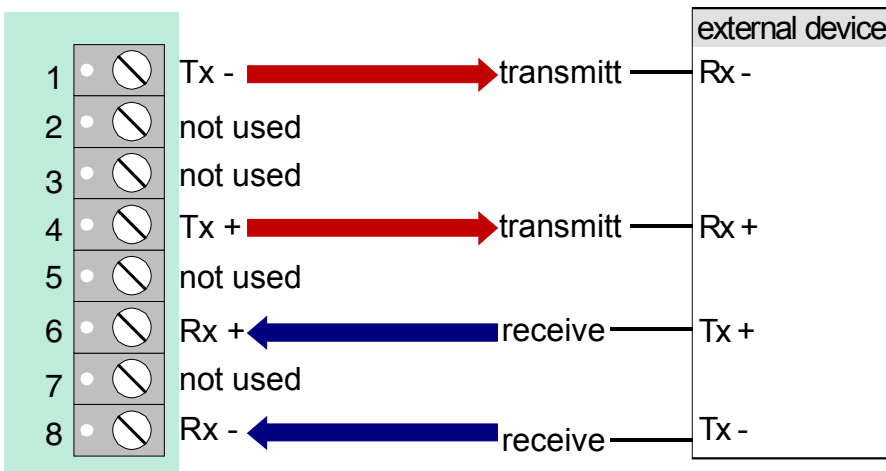 external device
1 Tx - transmitt Rx -
2 not used
3 not used
4 Tx + transmitt Rx +
5 not used
6 Rx + receive Tx +
7 not used
8 Rx - receive Tx -